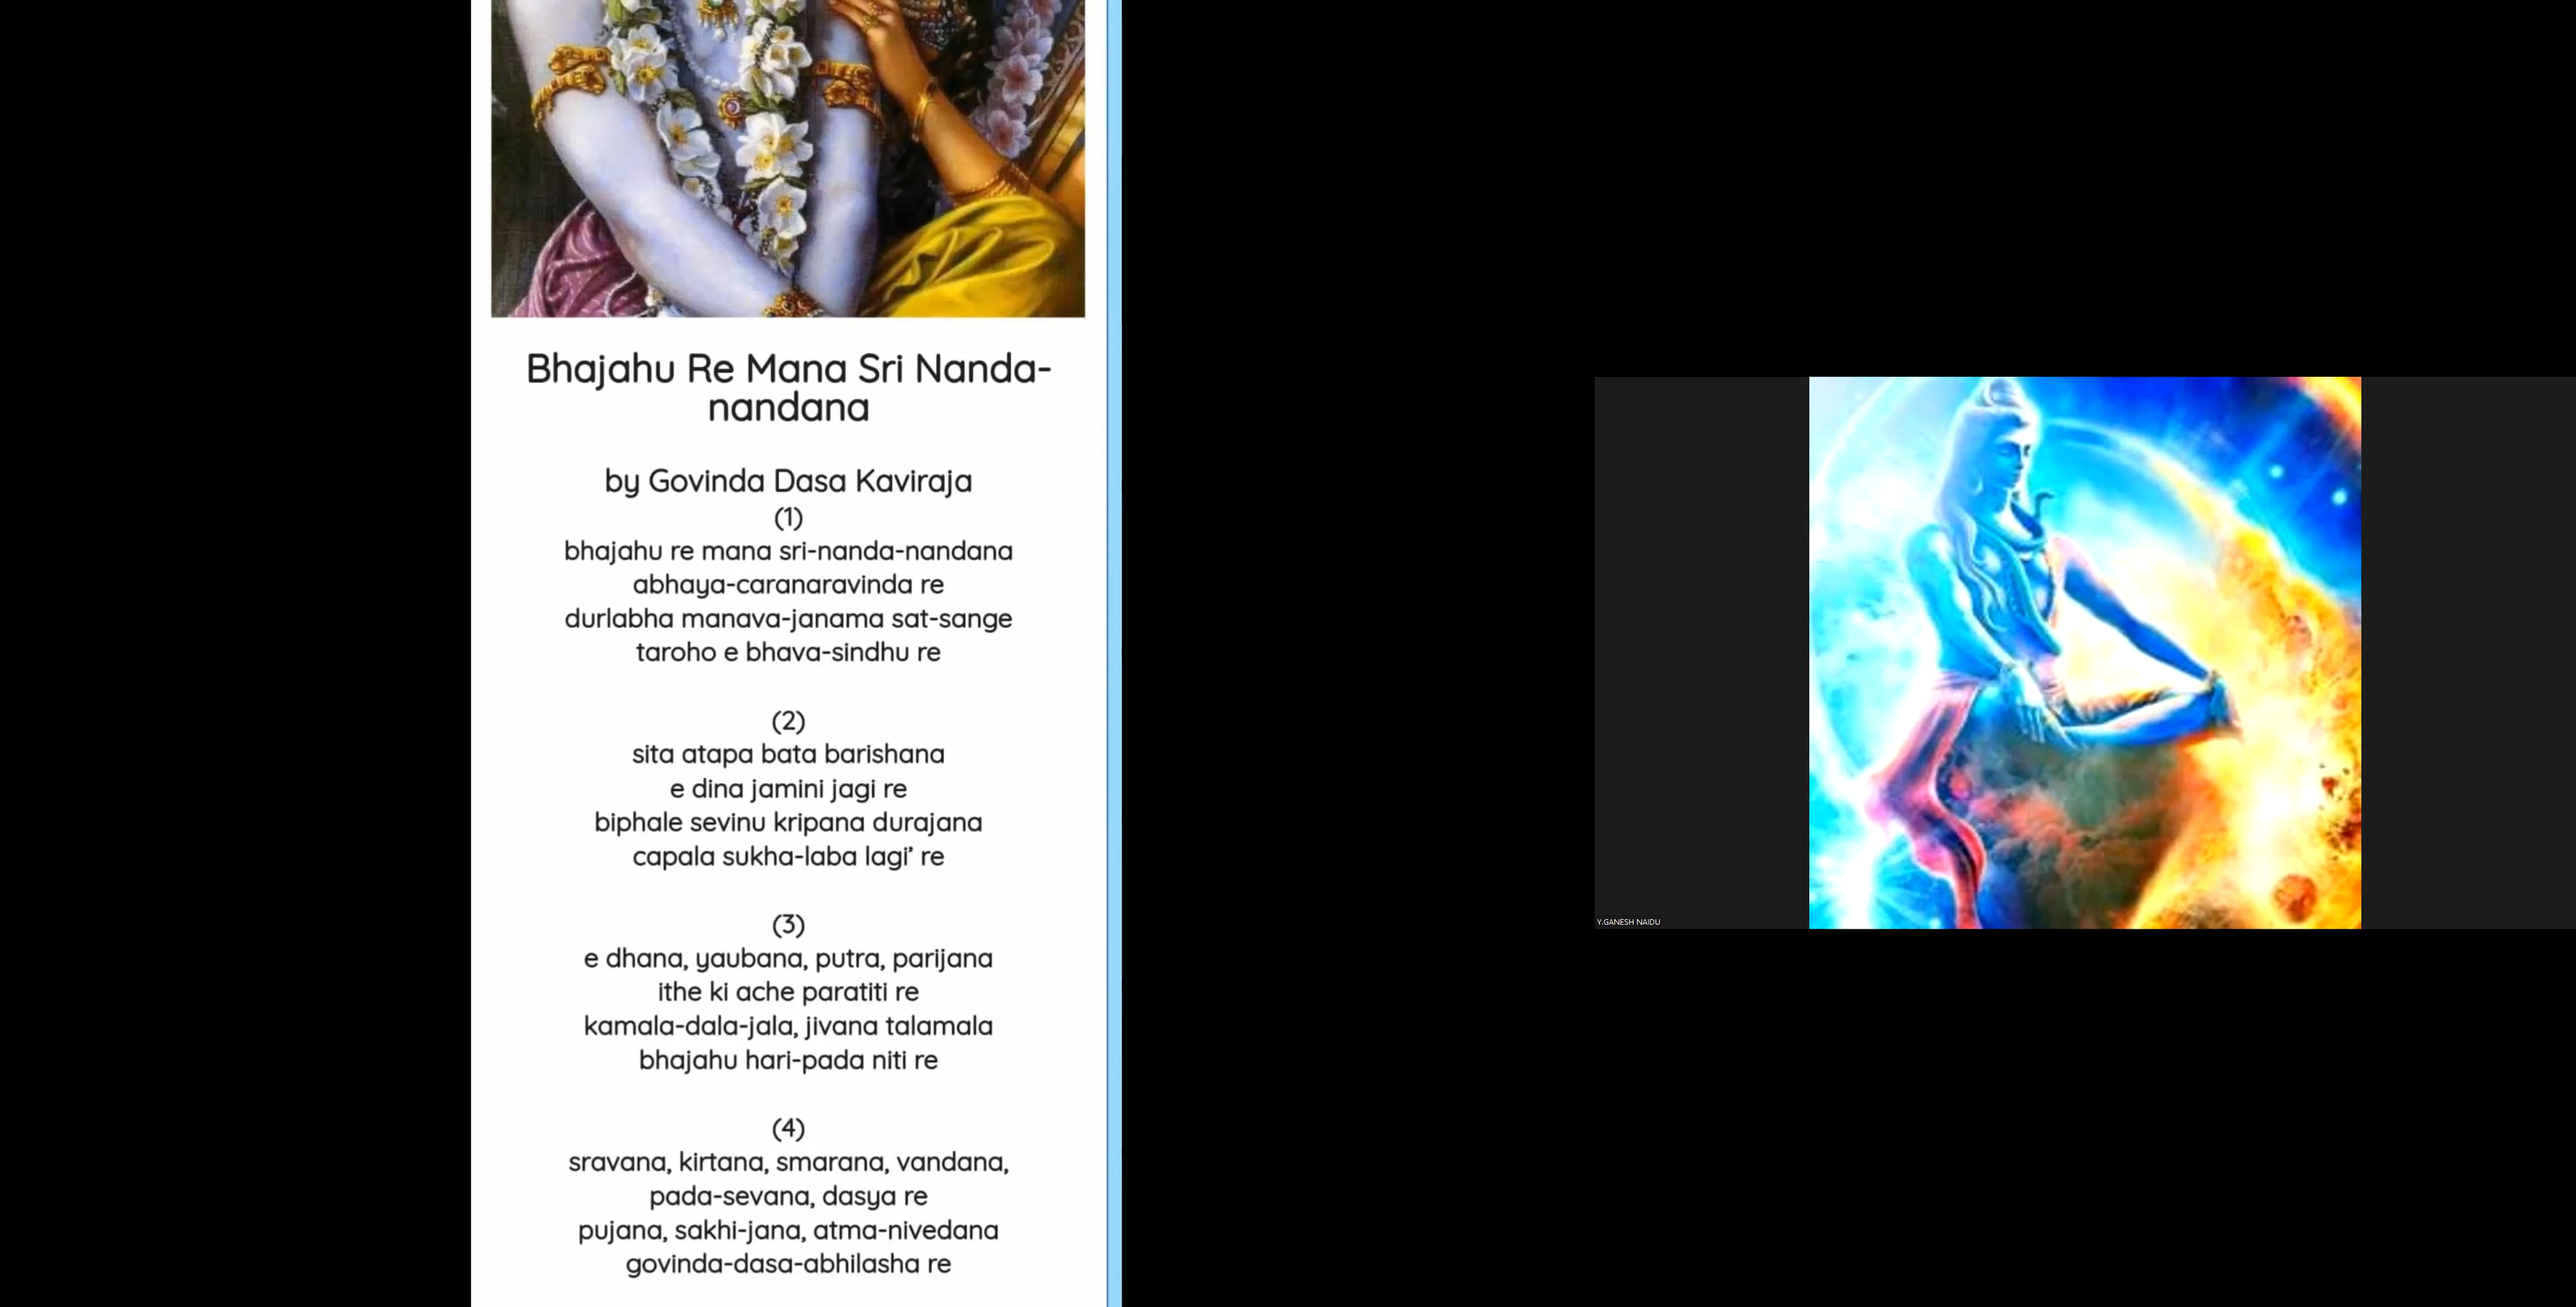 Bhajahu Re Mana Sri Nanda-
nandana
by Govinda Dasa Kaviraja
(1)
bhajahu re mana sri-nanda-nandana
abhaya-caranaravinda re
durlabha manava-janama sat-sange
taroho e bhava-sindhu re
(2)
sita atapa bata barishana
e dina jamini jagi re
biphale sevinu kripana durajana
capala sukha-laba lagi’ re
(3)
e dhana, yaubana, putra, parijana
ithe ki ache paratiti re
kamala-dala-jala, jivana talamala
bhajahu hari-pada niti re
(4)
sravana, kirtana, smarana, vandana,
pada-sevana, dasya re
pujana, sakhi-jana, atma-nivedana
govinda-dasa-abhilasha re
Y.GANESH NAIDU